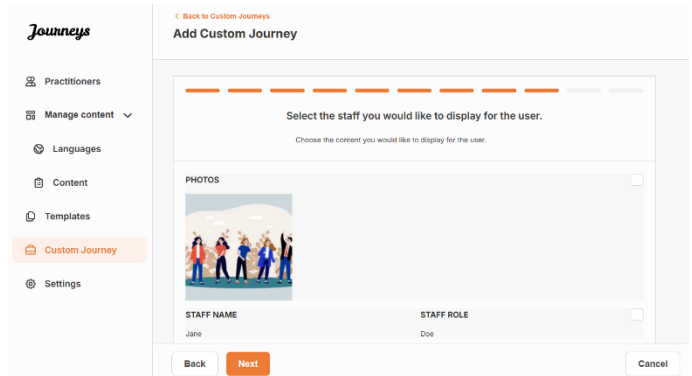 Journeys
Back to Custom Journeys
Add Custom Journey
Practitioners
Manage content
Languages
Content
Templates
Custom Journey
Settings
Select the staff you would like to display for the user.
Choose the content you would like to display for the user.
PHOTOS
STAFF NAME STAFF ROLE
Jane Doe
Back Next Cancel